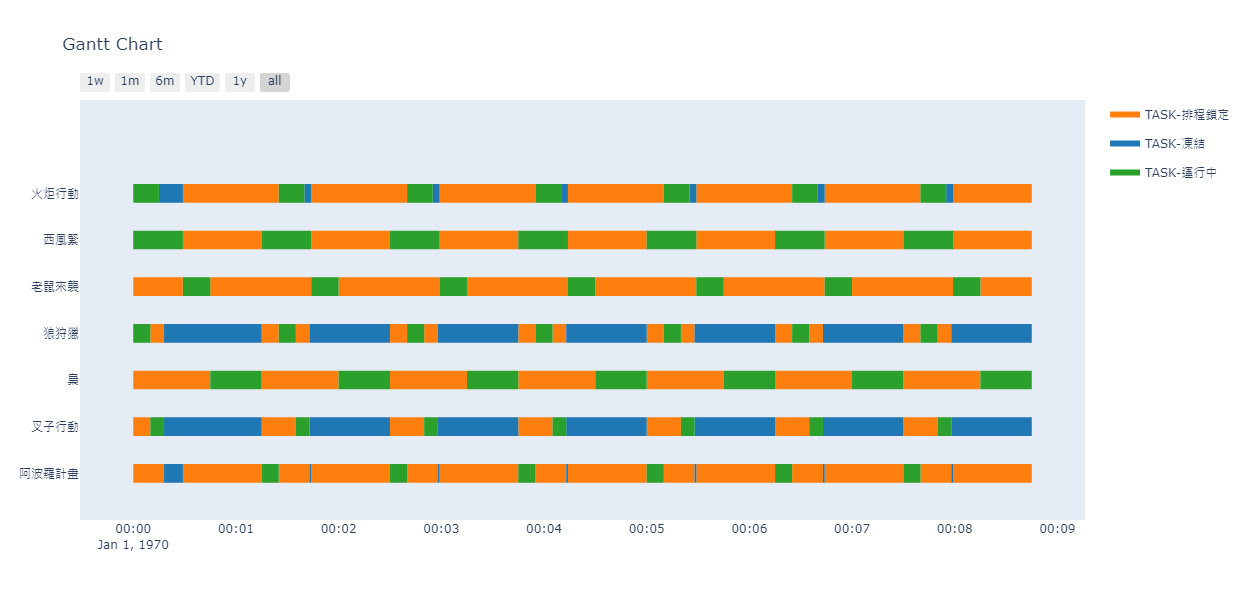 Gantt Chart
1w 1m 6m YTD 1y all
TASK-排程鎖定
TASK-凍結
TASK-運行中
火炬行動
西風緊
老鼠來襲
狼狩獵
梟
叉子行動
阿波羅計畫
00:00 00:01 00:02 00:03 00:04 00:05 00:06 00:07 00:08 00:09
Jan 1, 1970